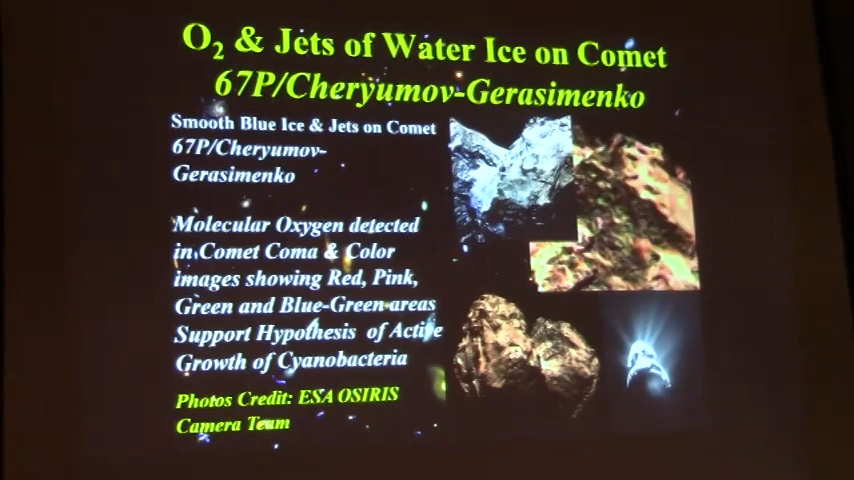 O₂ & Jets of Water Ice on Comet
67P/Cheryumov-Gerasimenko
Smooth Blue Ice & Jets on Comet
67P/Cheryumov-
Gerasimenko
Molecular Oxygen detected
in Comet Coma & Color
images showing Red, Pink,
Green and Blue-Green areas
Support Hypothesis of Active
Growth of Cyanobacteria
Photos Credit: ESA OSIRIS
Camera Team